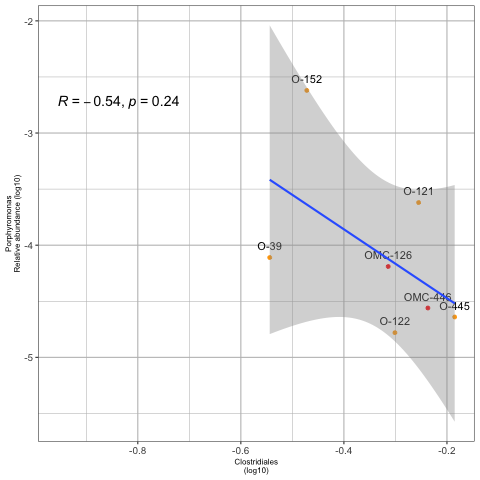 -2
O-152
R = −0.54, p = 0.24
-3
O-121
Porphyromonas
Relative abundance (log10)
-4
O-39
OMC-126
OMC-446
O-445
O-122
-5
-0.8
-0.6
-0.4
-0.2
Clostridiales
(log10)